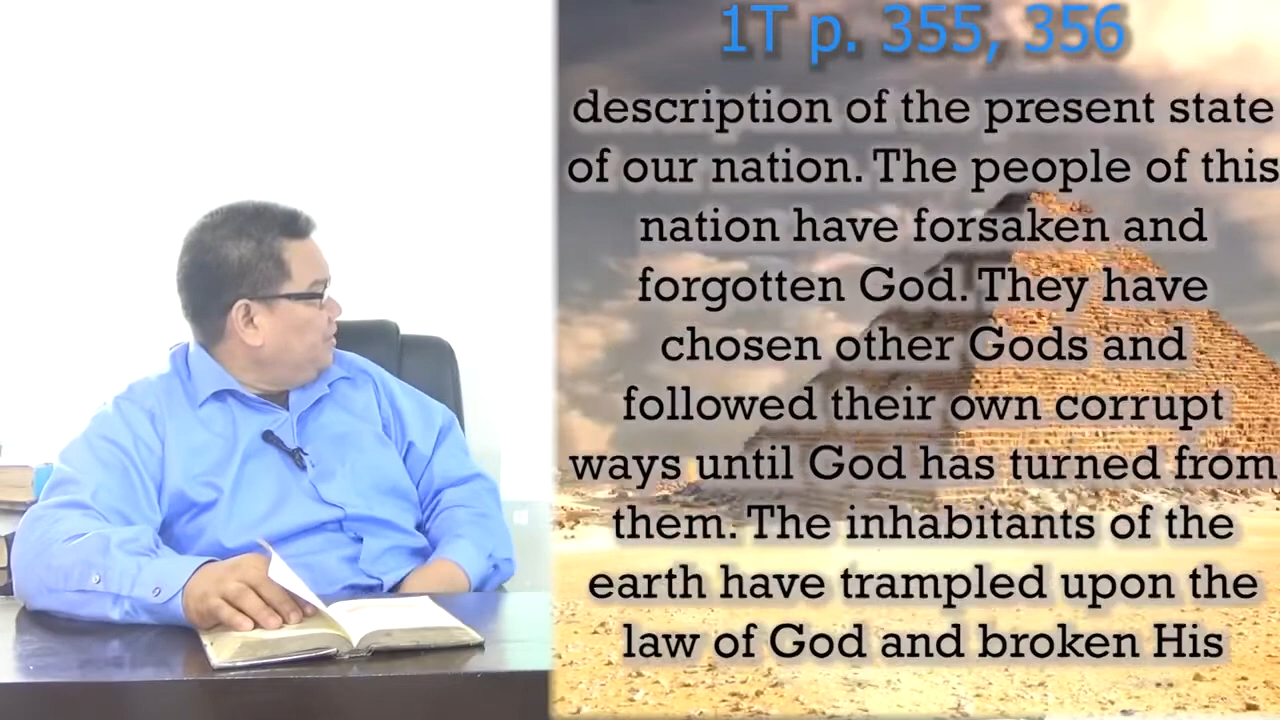 1T p. 355, 356
description of the present state
of our nation. The people of this
nation have forsaken and
forgotten God. They have
chosen other Gods and
followed their own corrupt
ways until God has turned from
them. The inhabitants of the
earth have trampled upon the
law of God and broken His